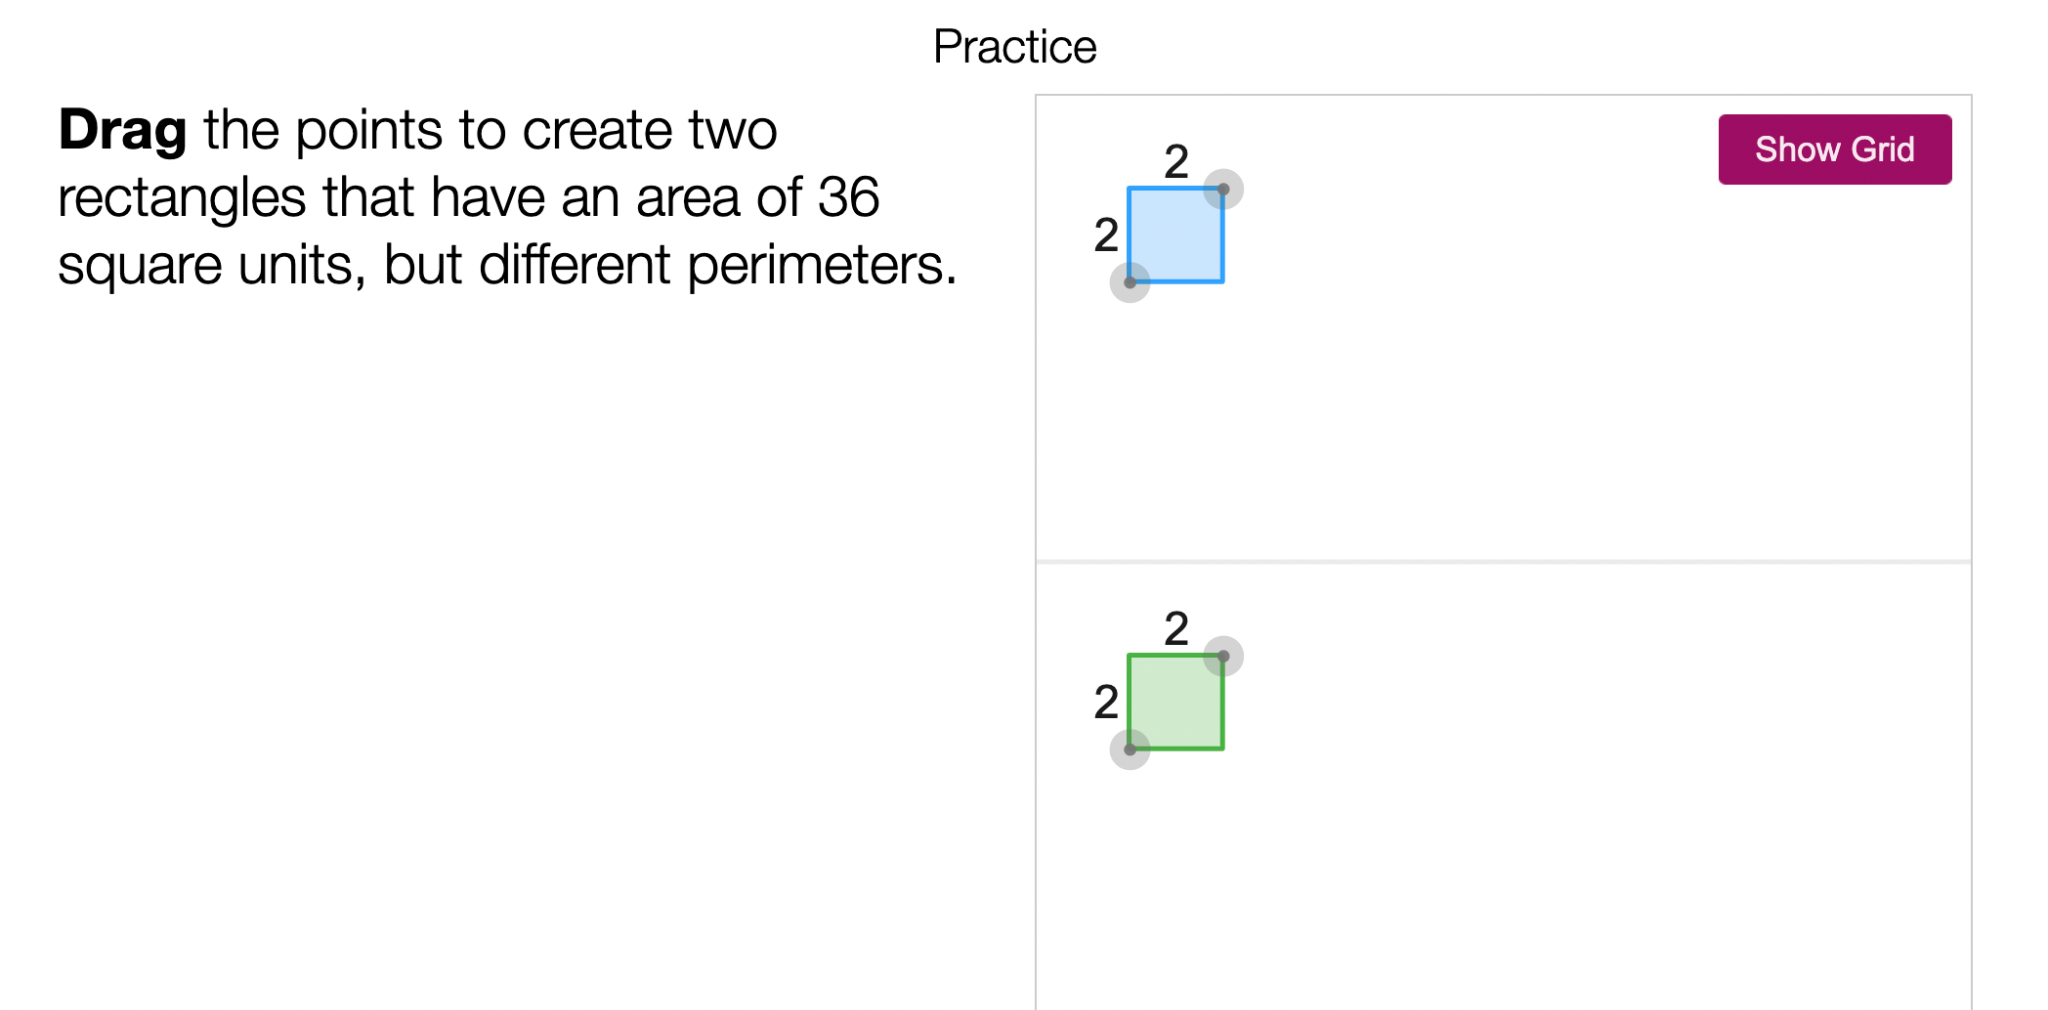 Practice
Drag the points to create two
rectangles that have an area of 36
square units, but different perimeters.
Show Grid
2
2
2
2